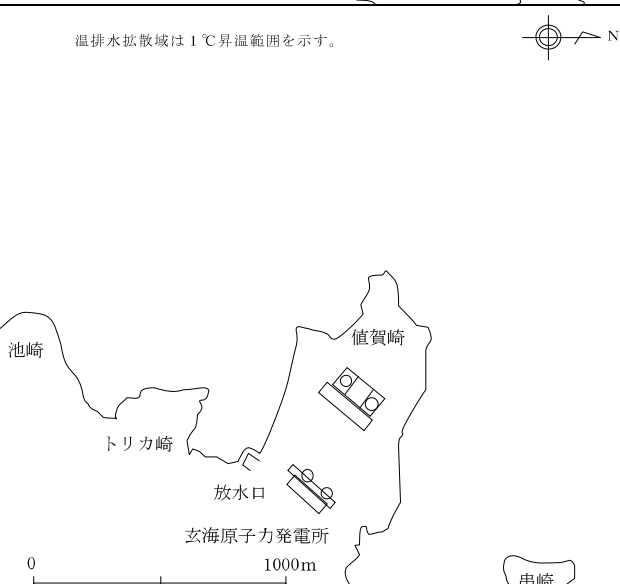 温排水拡散域は1℃昇温範囲を示す。
N
値賀崎
池崎
トリカ崎
放水口
玄海原子力発電所
0 1000m
串崎